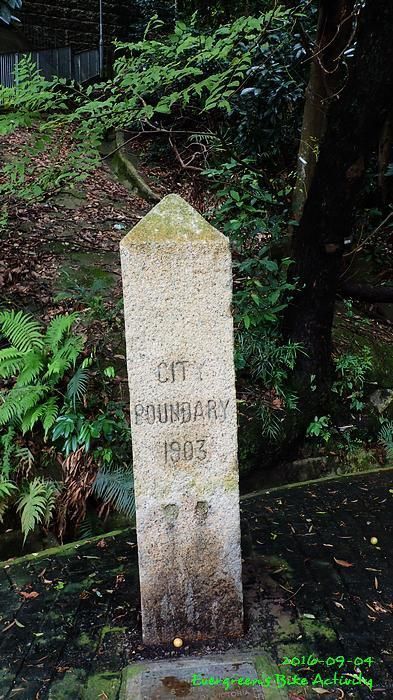 CITY
BOUNDARY
1903
2016-09-04
Evergreen's Bike Activity